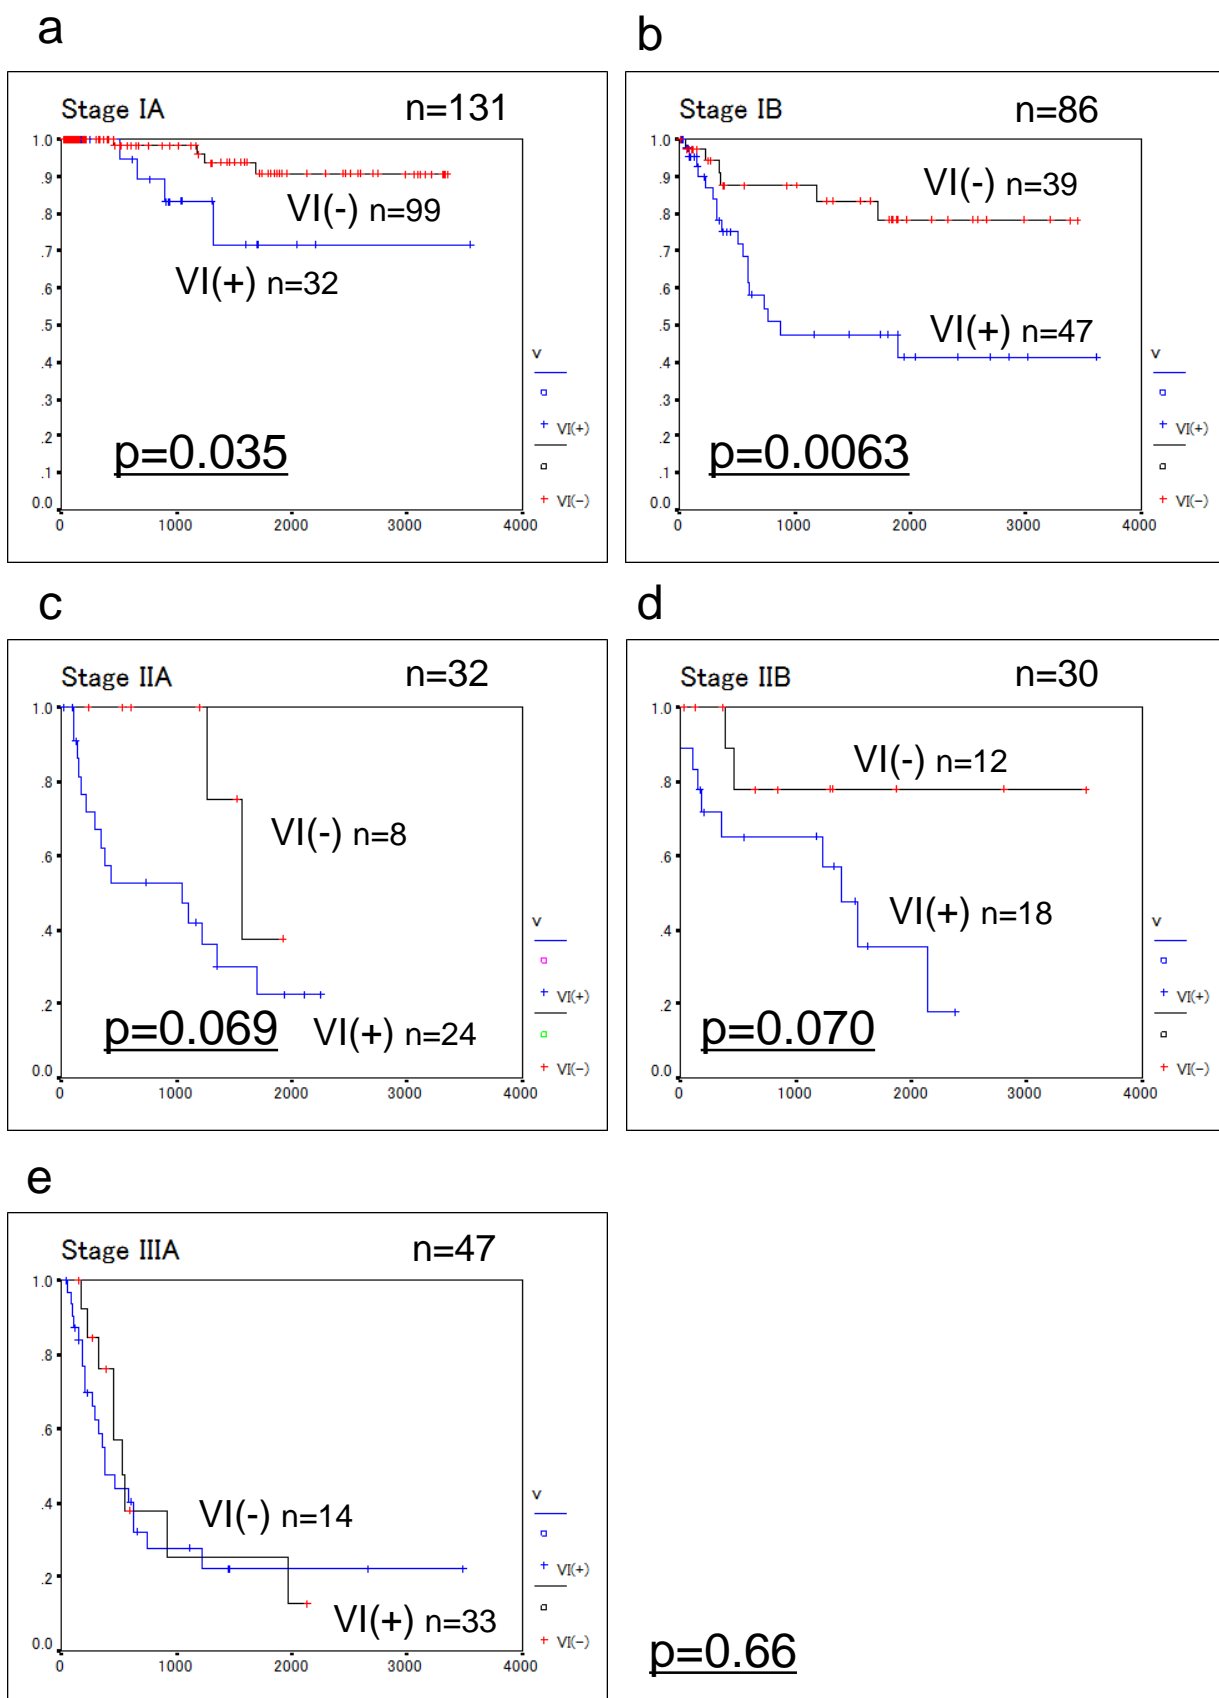 a
Stage IA n=131
1.0
.9
.8
.7
.6
.5
.4
.3
.2
.1
0.0
0 1000 2000 3000 4000
VI(-) n=99
VI(+) n=32
p=0.035
v
VI(+)
VI(-)
b
Stage IB n=86
1.0
.9
.8
.7
.6
.5
.4
.3
.2
.1
0.0
0 1000 2000 3000 4000
VI(-) n=39
VI(+) n=47
p=0.0063
v
VI(+)
VI(-)
c
Stage IIA n=32
1.0
.8
.6
.4
.2
0.0
0 1000 2000 3000 4000
VI(-) n=8
VI(+) n=24
p=0.069
v
VI(+)
VI(-)
d
Stage IIB n=30
1.0
.8
.6
.4
.2
0.0
0 1000 2000 3000 4000
VI(-) n=12
VI(+) n=18
p=0.070
v
VI(+)
VI(-)
e
Stage IIIA n=47
1.0
.8
.6
.4
.2
0.0
0 1000 2000 3000 4000
VI(-) n=14
VI(+) n=33
v
VI(+)
VI(-)
p=0.66